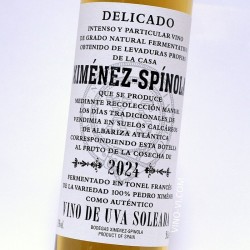 DELICADO
INTENSO Y PARTICULAR VINO
DE GRADO NATURAL FERMENTATIVO
OBTENIDO DE LEVADURAS PROPIAS
DE LA CASA
XIMÉNEZ-SPÍNOLA
QUE SE PRODUCE
MEDIANTE RECOLECCIÓN MANUAL
LOS DÍAS TRADICIONALES DE
VENDIMIA EN SUELOS CALCÁREOS
DE ALBARIZA ATLÁNTICA
CORRESPONDIENDO ESTA BOTELLA
AL FRUTO DE LA COSECHA DE
2024
FERMENTADO EN TONEL FRANCÉS
DE LA VARIEDAD 100% PEDRO XIMÉNEZ
COMO AUTÉNTICO
VINO DE UVA SOLEADA
BODEGAS XIMÉNEZ-SPÍNOLA
PRODUCT OF SPAIN